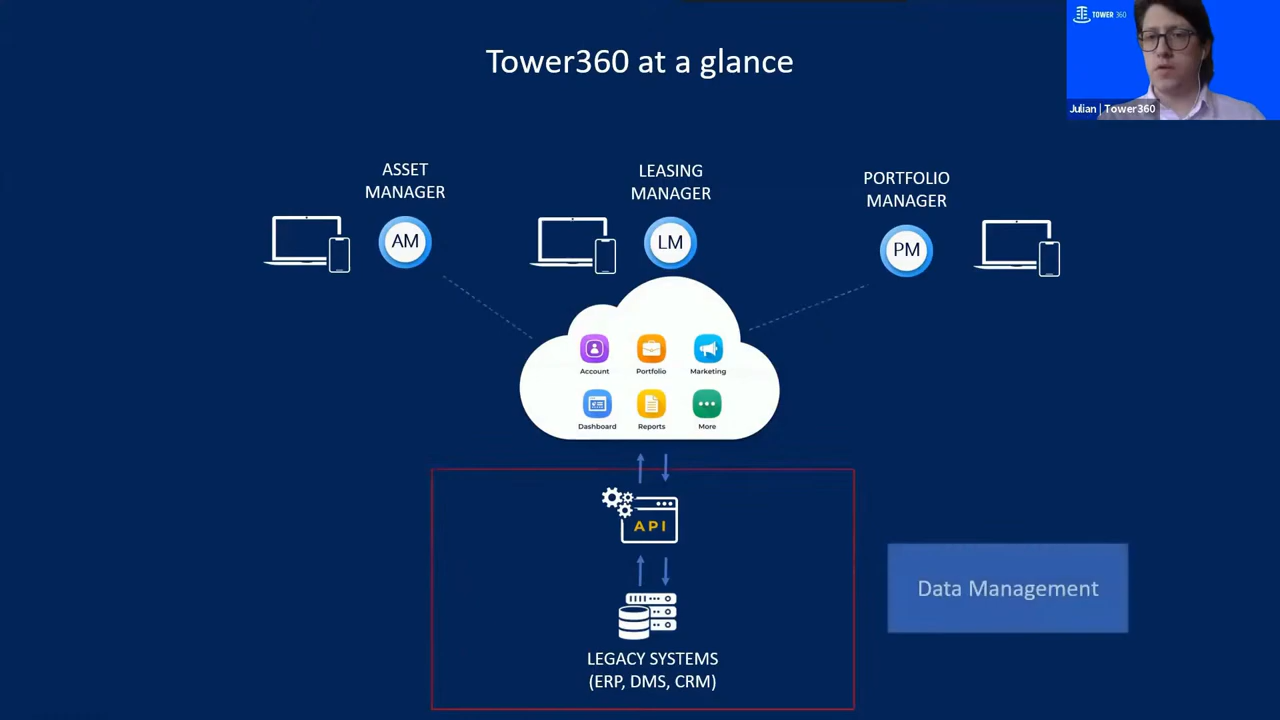 TOWER 360
Tower360 at a glance
Julian | Tower360
ASSET
MANAGER
LEASING
MANAGER
PORTFOLIO
MANAGER
AM
LM
PM
Account
Portfolio
Marketing
Dashboard
Reports
More
API
Data Management
LEGACY SYSTEMS
(ERP, DMS, CRM)